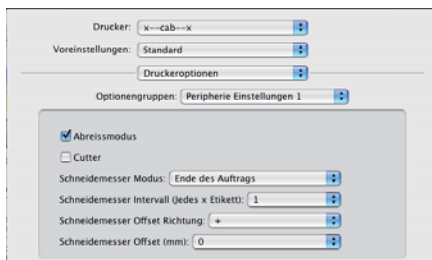 Drucker: x--cab--x
Voreinstellungen: Standard
Druckeroptionen
Optionengruppen: Peripherie Einstellungen 1
Abreissmodus
Cutter
Schneidemesser Modus: Ende des Auftrags
Schneidemesser Intervall (Jedes x Etikett): 1
Schneidemesser Offset Richtung: +
Schneidemesser Offset (mm): 0